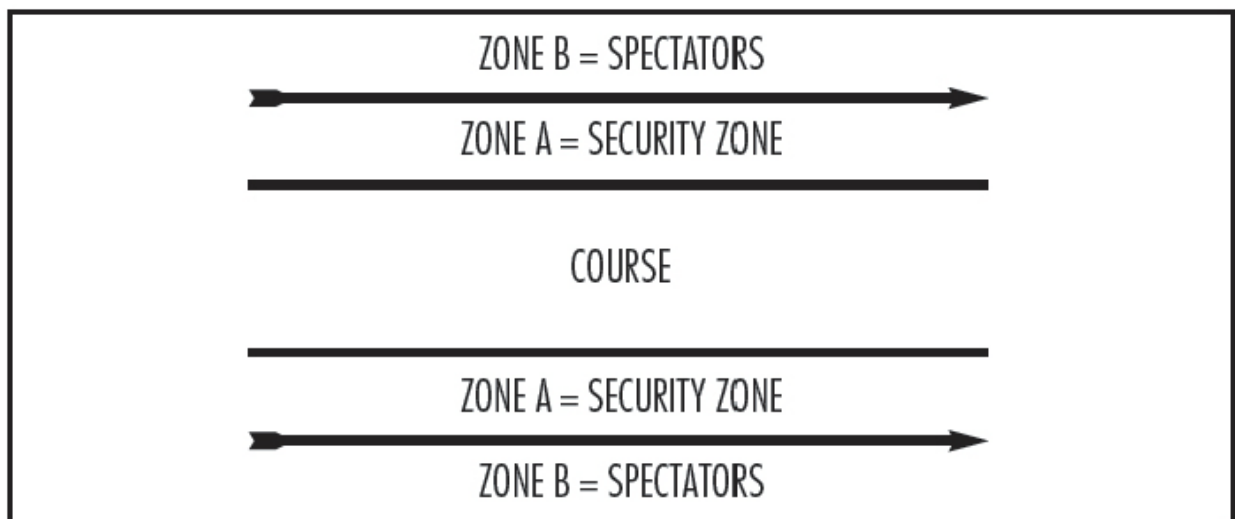 ZONE B = SPECTATORS
ZONE A = SECURITY ZONE
COURSE
ZONE A = SECURITY ZONE
ZONE B = SPECTATORS